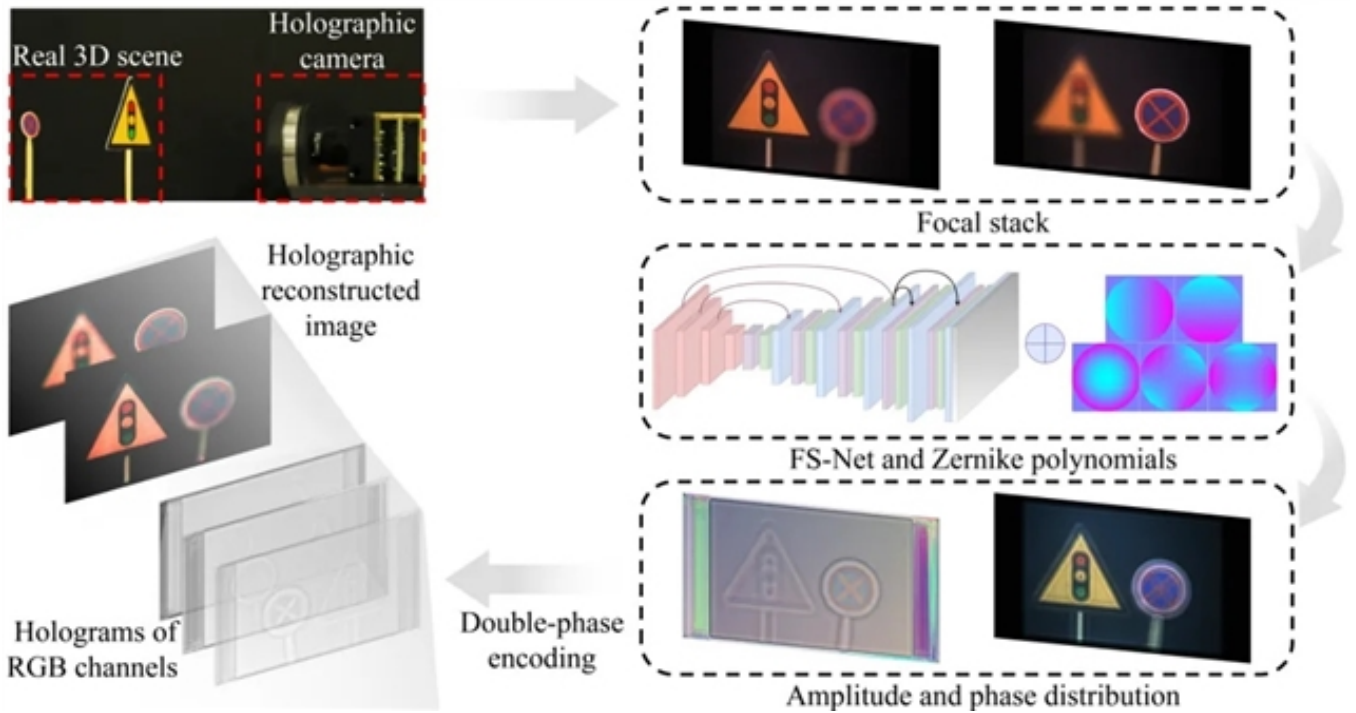 Real 3D scene
Holographic
camera
Focal stack
FS-Net and Zernike polynomials
Amplitude and phase distribution
Double-phase
encoding
Holograms of
RGB channels
Holographic
reconstructed
image